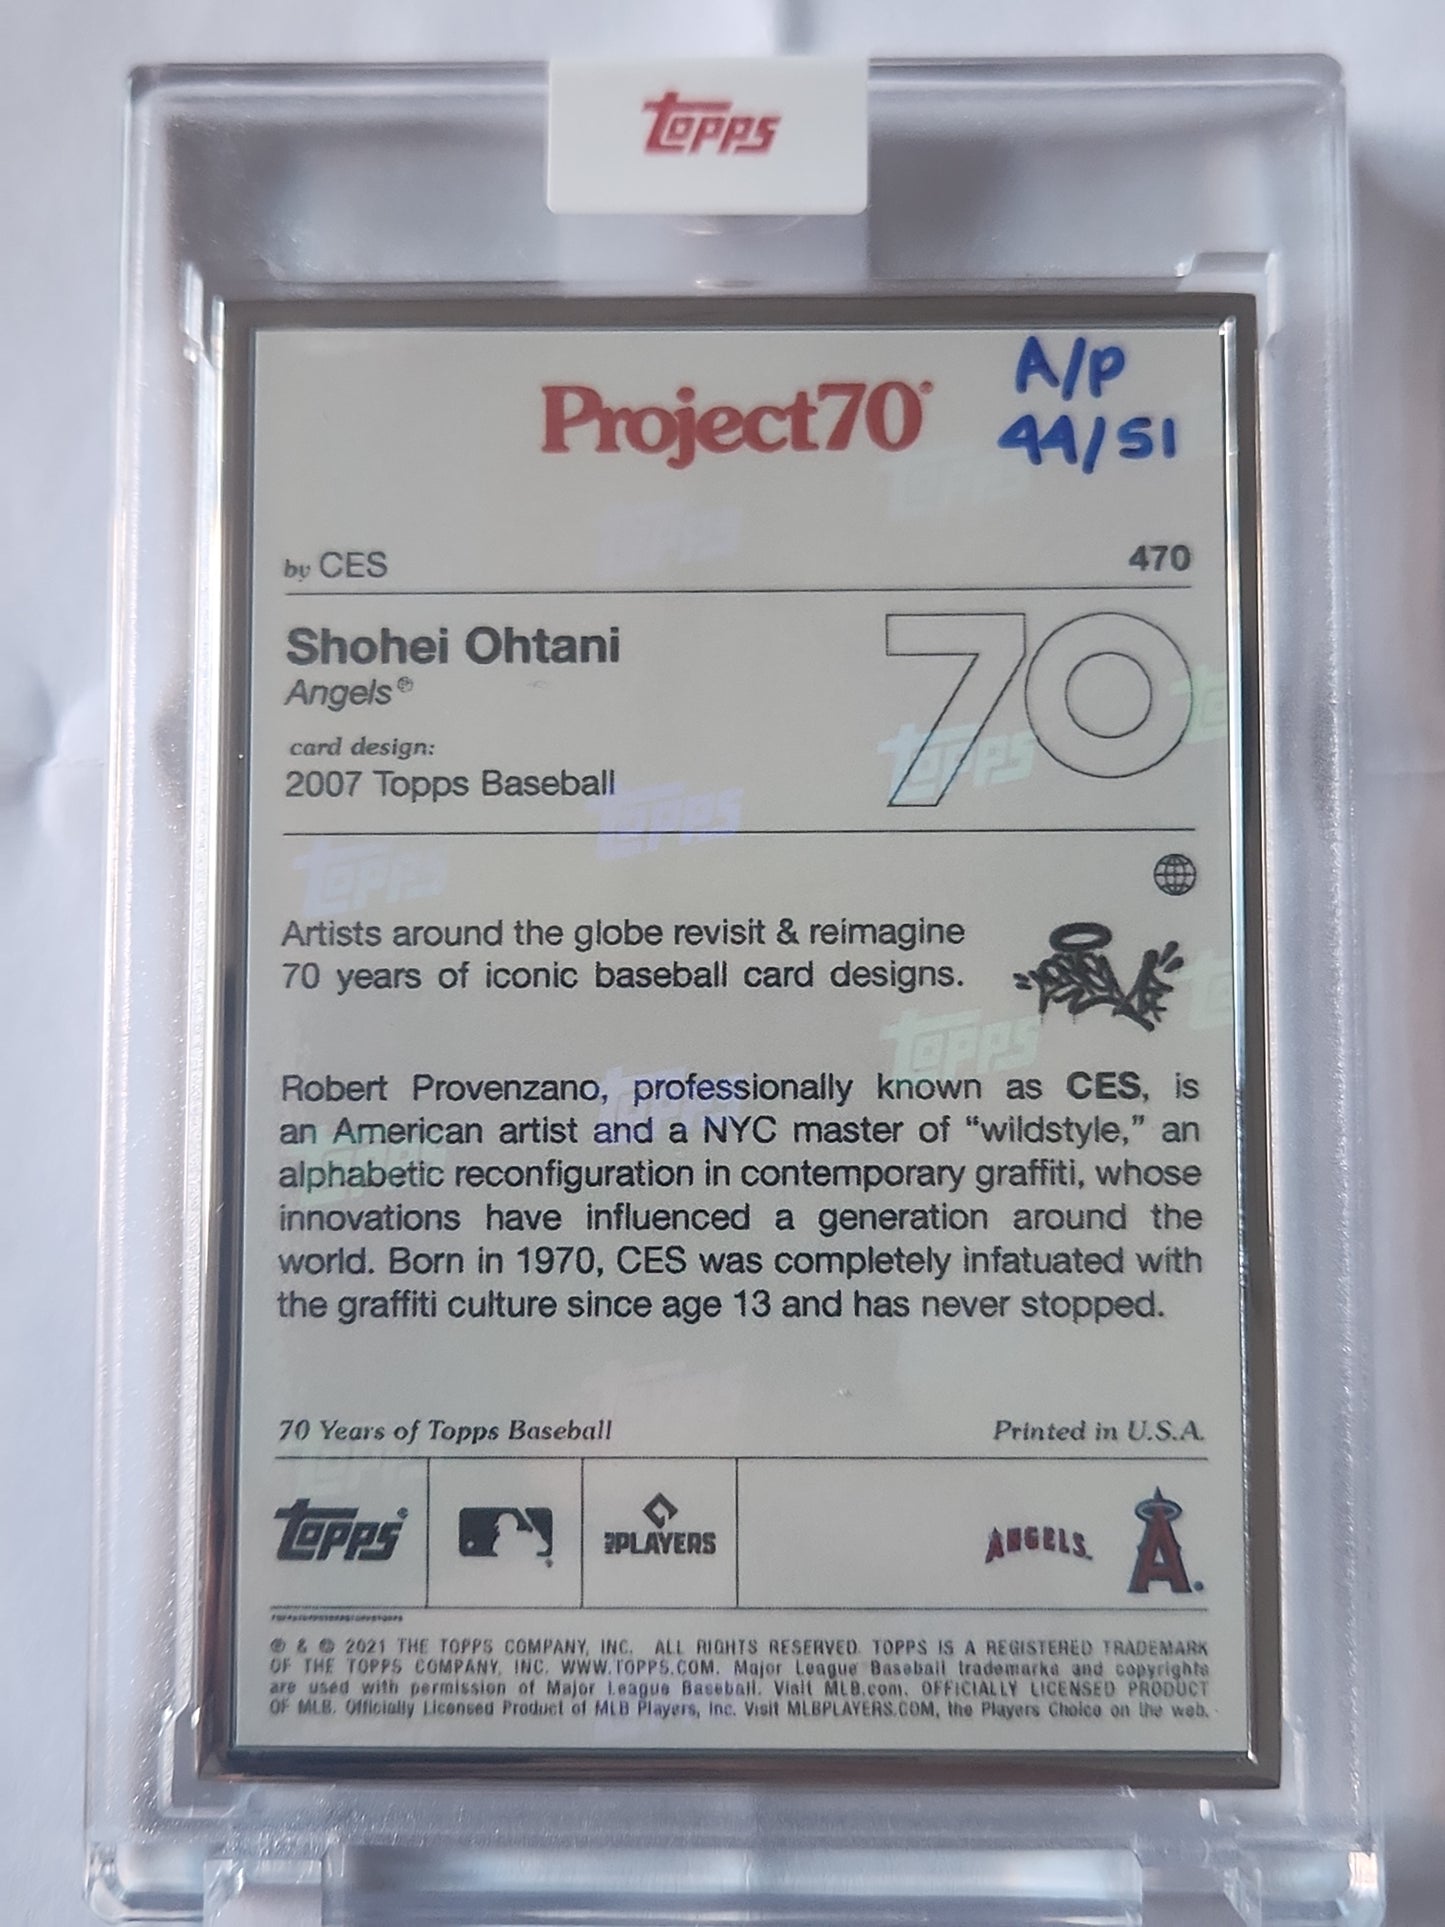 Topps
Project70®
A/P
44/51
by CES
470
Shohei Ohtani
Angels®
70
card design:
2007 Topps Baseball
Artists around the globe revisit & reimagine
70 years of iconic baseball card designs.
Robert Provenzano, professionally known as CES, is
an American artist and a NYC master of “wildstyle,” an
alphabetic reconfiguration in contemporary graffiti, whose
innovations have influenced a generation around the
world. Born in 1970, CES was completely infatuated with
the graffiti culture since age 13 and has never stopped.
70 Years of Topps Baseball
Printed in U.S.A.
Topps®
PLAYERS
ANGELS
A
® & © 2021 THE TOPPS COMPANY, INC. ALL RIGHTS RESERVED. TOPPS IS A REGISTERED TRADEMARK
OF THE TOPPS COMPANY, INC. WWW.TOPPS.COM. Major League Baseball trademarks and copyrights
are used with permission of Major League Baseball. Visit MLB.com. OFFICIALLY LICENSED PRODUCT
OF MLB. Officially Licensed Product of MLB Players, Inc. Visit MLBPLAYERS.COM, the Players Choice on the web.